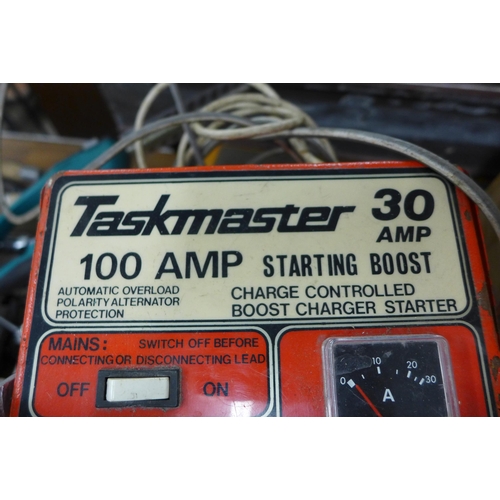 Taskmaster 30 AMP
100 AMP STARTING BOOST
AUTOMATIC OVERLOAD
POLARITY ALTERNATOR
PROTECTION
CHARGE CONTROLLED
BOOST CHARGER STARTER
MAINS: SWITCH OFF BEFORE
CONNECTING OR DISCONNECTING LEAD
OFF ON
0 10 20 30
A